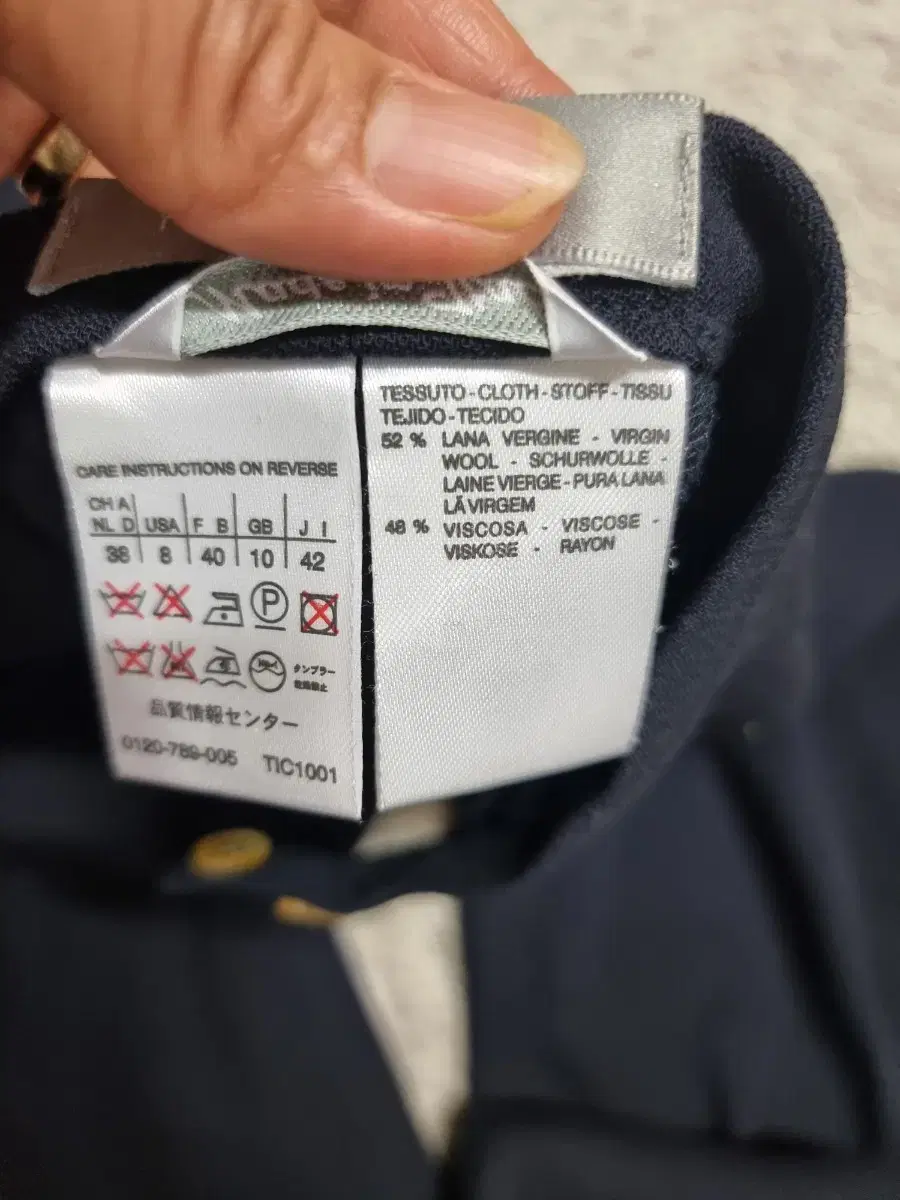 Made in
CARE INSTRUCTIONS ON REVERSE
CH A
NL D USA F B GB J I
38 8 40 10 42
P
タンブラー
乾燥禁止
品質情報センター
0120-789-005 TIC1001
TESSUTO - CLOTH - STOFF - TISSU
TEJIDO - TECIDO
52 % LANA VERGINE - VIRGIN
WOOL - SCHURWOLLE -
LAINE VIERGE - PURA LANA
LÃ VIRGEM
48 % VISCOSA - VISCOSE -
VISKOSE - RAYON